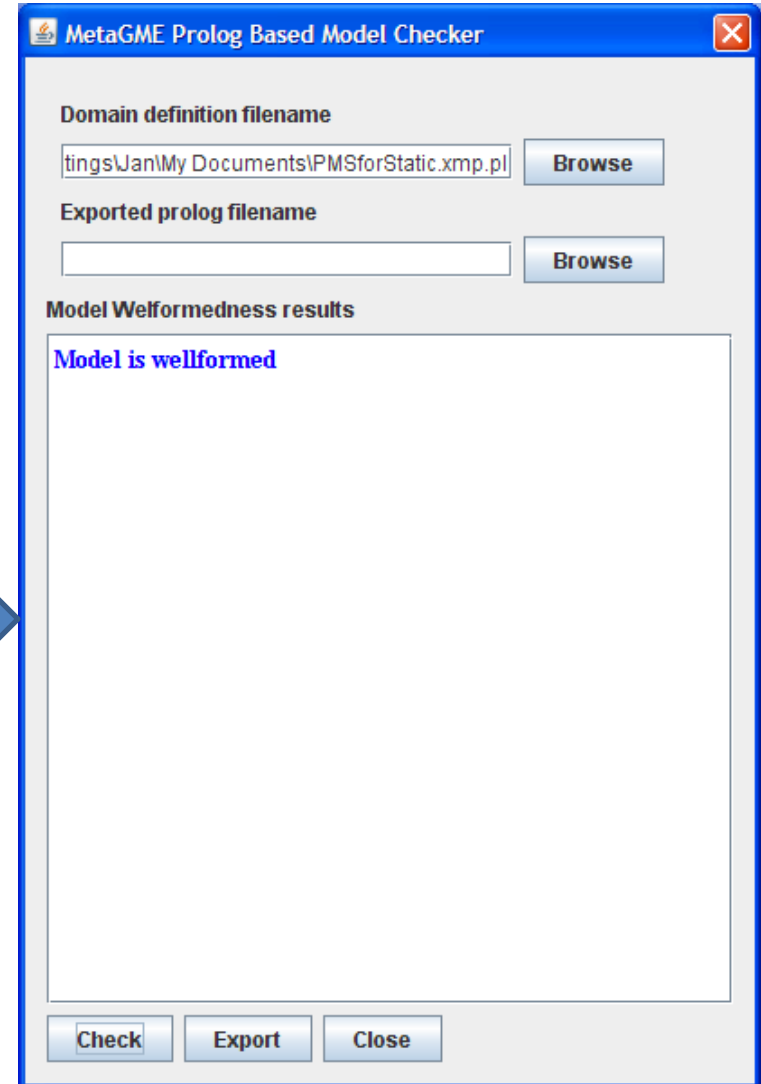 MetaGME Prolog Based Model Checker
Domain definition filename
tings\Jan\My Documents\PMSforStatic.xmp.pl Browse
Exported prolog filename
Browse
Model Welformedness results
Model is wellformed
Check Export Close